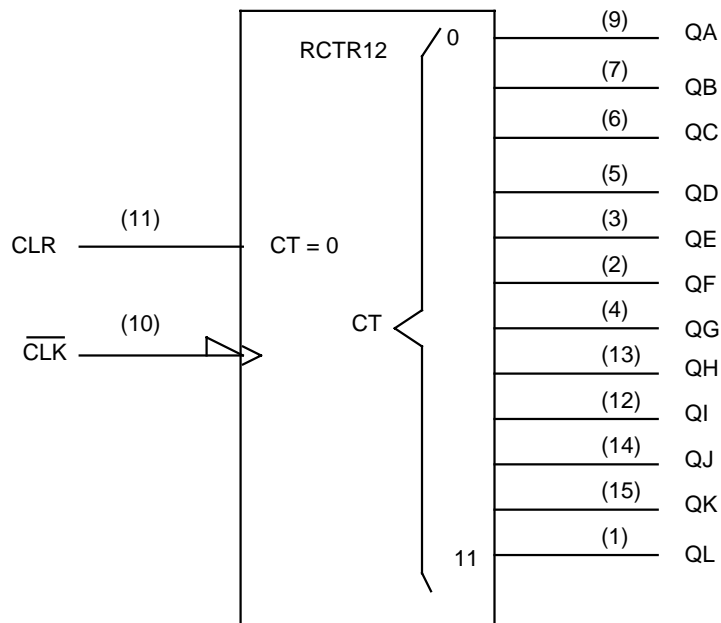 RCTR12
0
(9) QA
(7) QB
(6) QC
(5) QD
CLR (11) CT = 0
(3) QE
(2) QF
C̅L̅K̅ (10)
CT
(4) QG
(13) QH
(12) QI
(14) QJ
(15) QK
11
(1) QL